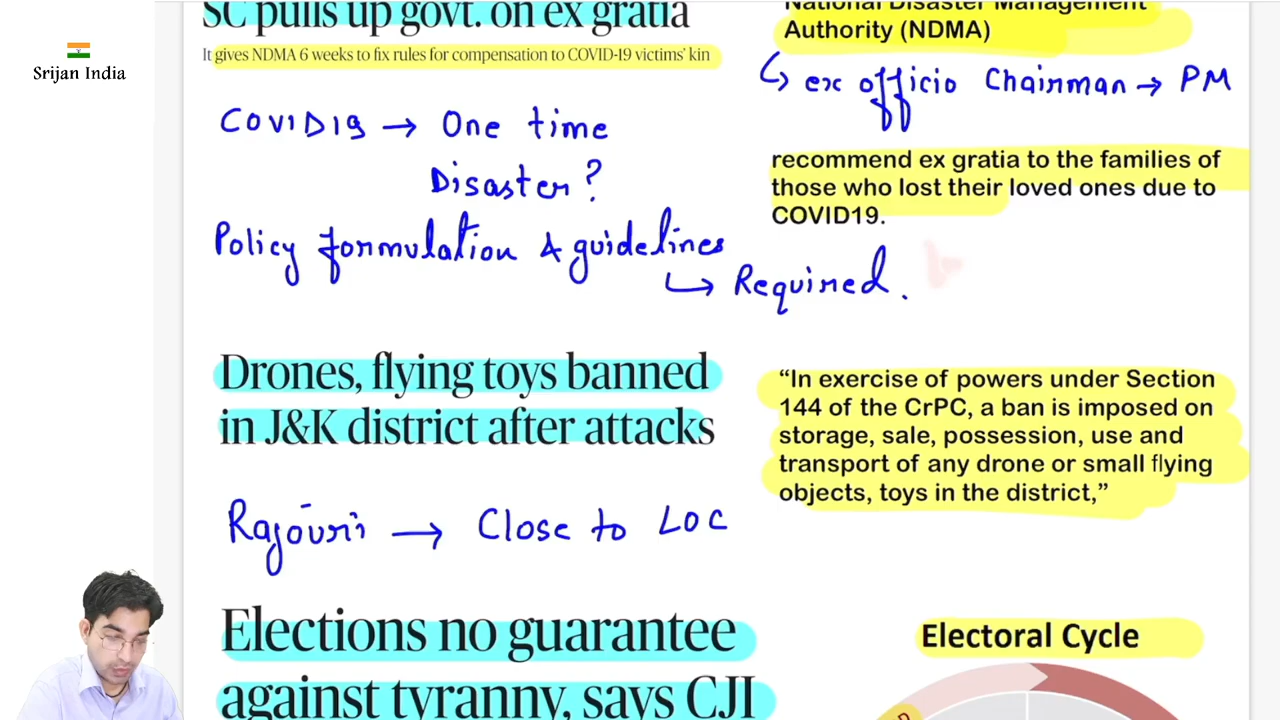 SC pulls up govt. on ex gratia
It gives NDMA 6 weeks to fix rules for compensation to COVID-19 victims' kin
Srijan India
COVID19 → One time
Disaster?
Policy formulation & guidelines
↳ Required.
National Disaster Management
Authority (NDMA)
↳ ex officio Chairman → PM
recommend ex gratia to the families of
those who lost their loved ones due to
COVID19.
Drones, flying toys banned
in J&K district after attacks
Rajouri → Close to LOC
“In exercise of powers under Section
144 of the CrPC, a ban is imposed on
storage, sale, possession, use and
transport of any drone or small flying
objects, toys in the district,”
Elections no guarantee
against tyranny, says CJI
Electoral Cycle